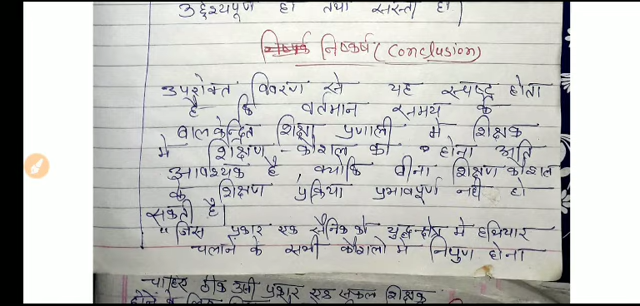 उद्देश्यपूर्ण हो तथा सस्ता हो।
निष्कर्ष (Conclusion)
उपरोक्त विवरण से यह स्पष्ट होता
है कि वर्तमान समय के
बालकेन्द्रित शिक्षा प्रणाली मे शिक्षक
मे शिक्षण - कौशल का होना अति
आवश्यक है, क्योकि बीना शिक्षण कौशल
के शिक्षण प्रक्रिया प्रभावपूर्ण नही हो
सकती है।
"जिस प्रकार एक सैनिक को युद्ध-क्षेत्र मे हथियार
चलाने के सभी कौशलो मे निपुण होना
चाहिए ठीक उसी प्रकार एक सफल शिक्षक